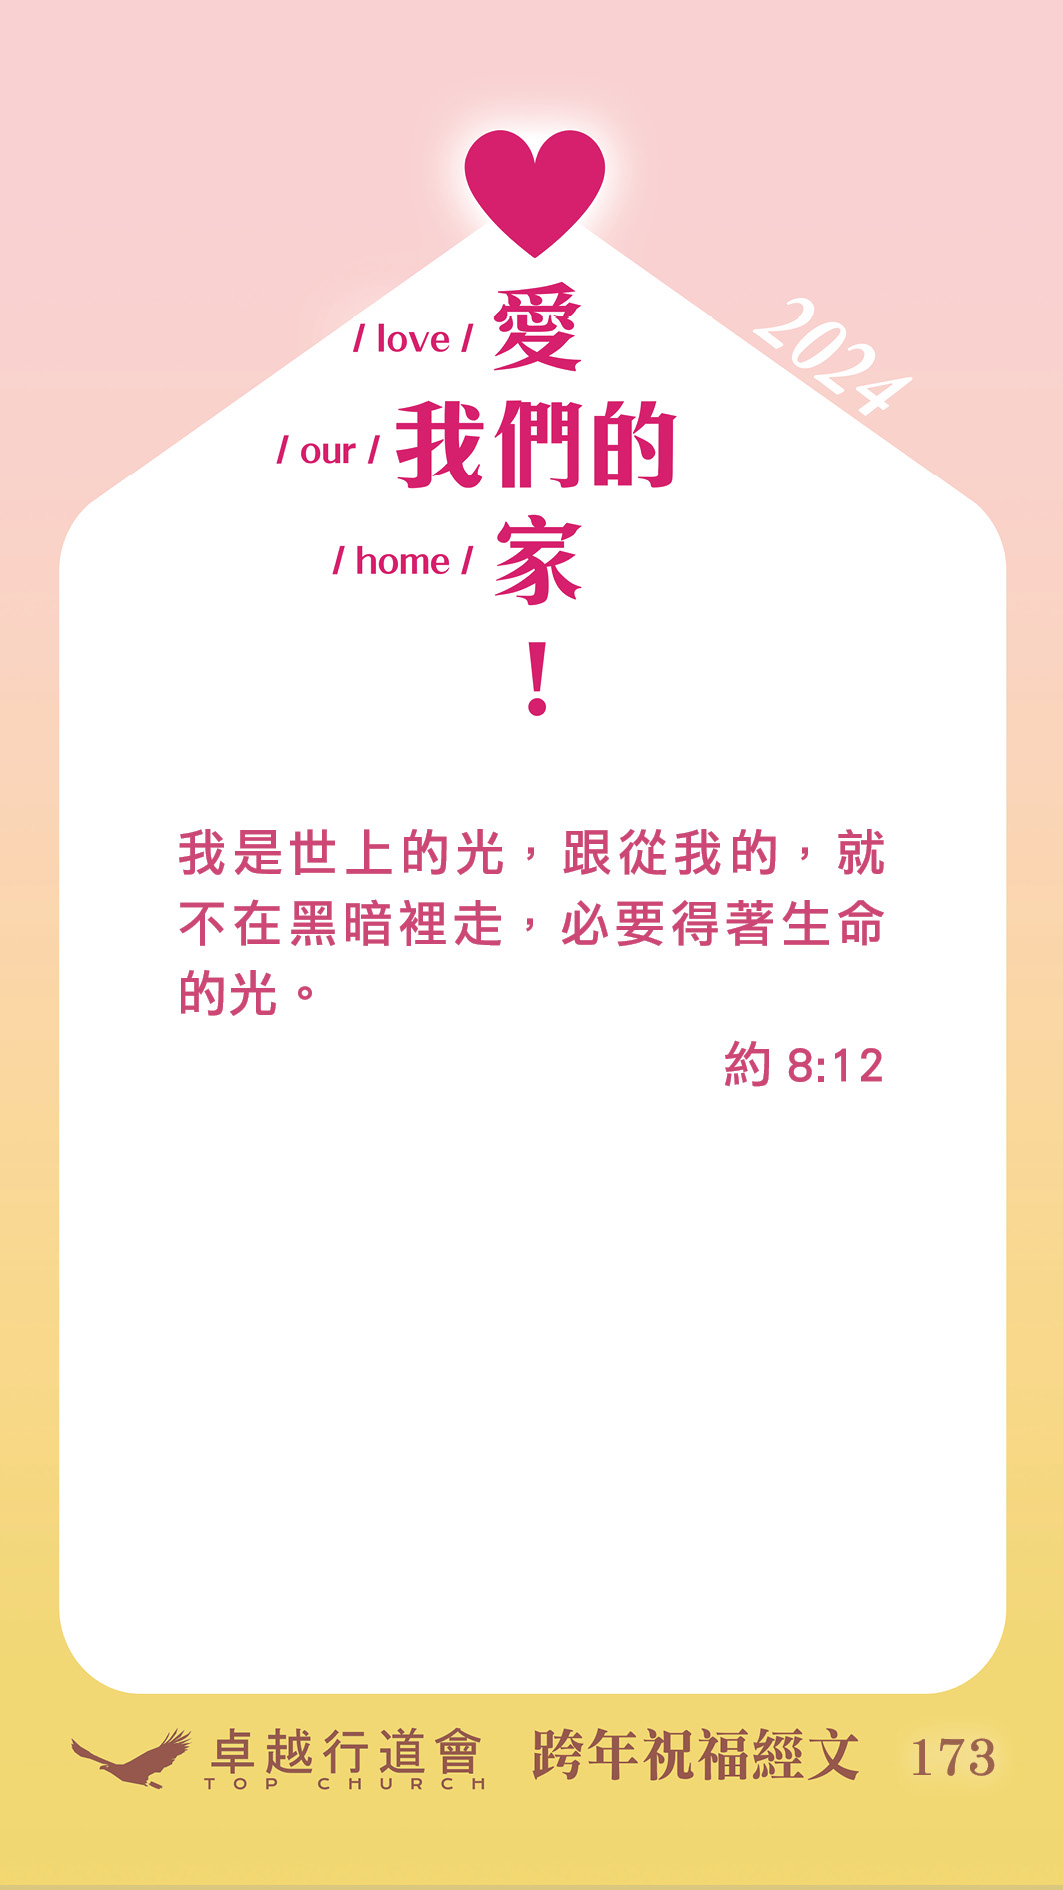 2024
/ love / 愛
/ our / 我們的
/ home / 家
！
我是世上的光，跟從我的，就
不在黑暗裡走，必要得著生命
的光。
約 8:12
卓越行道會
TOP CHURCH
跨年祝福經文 173